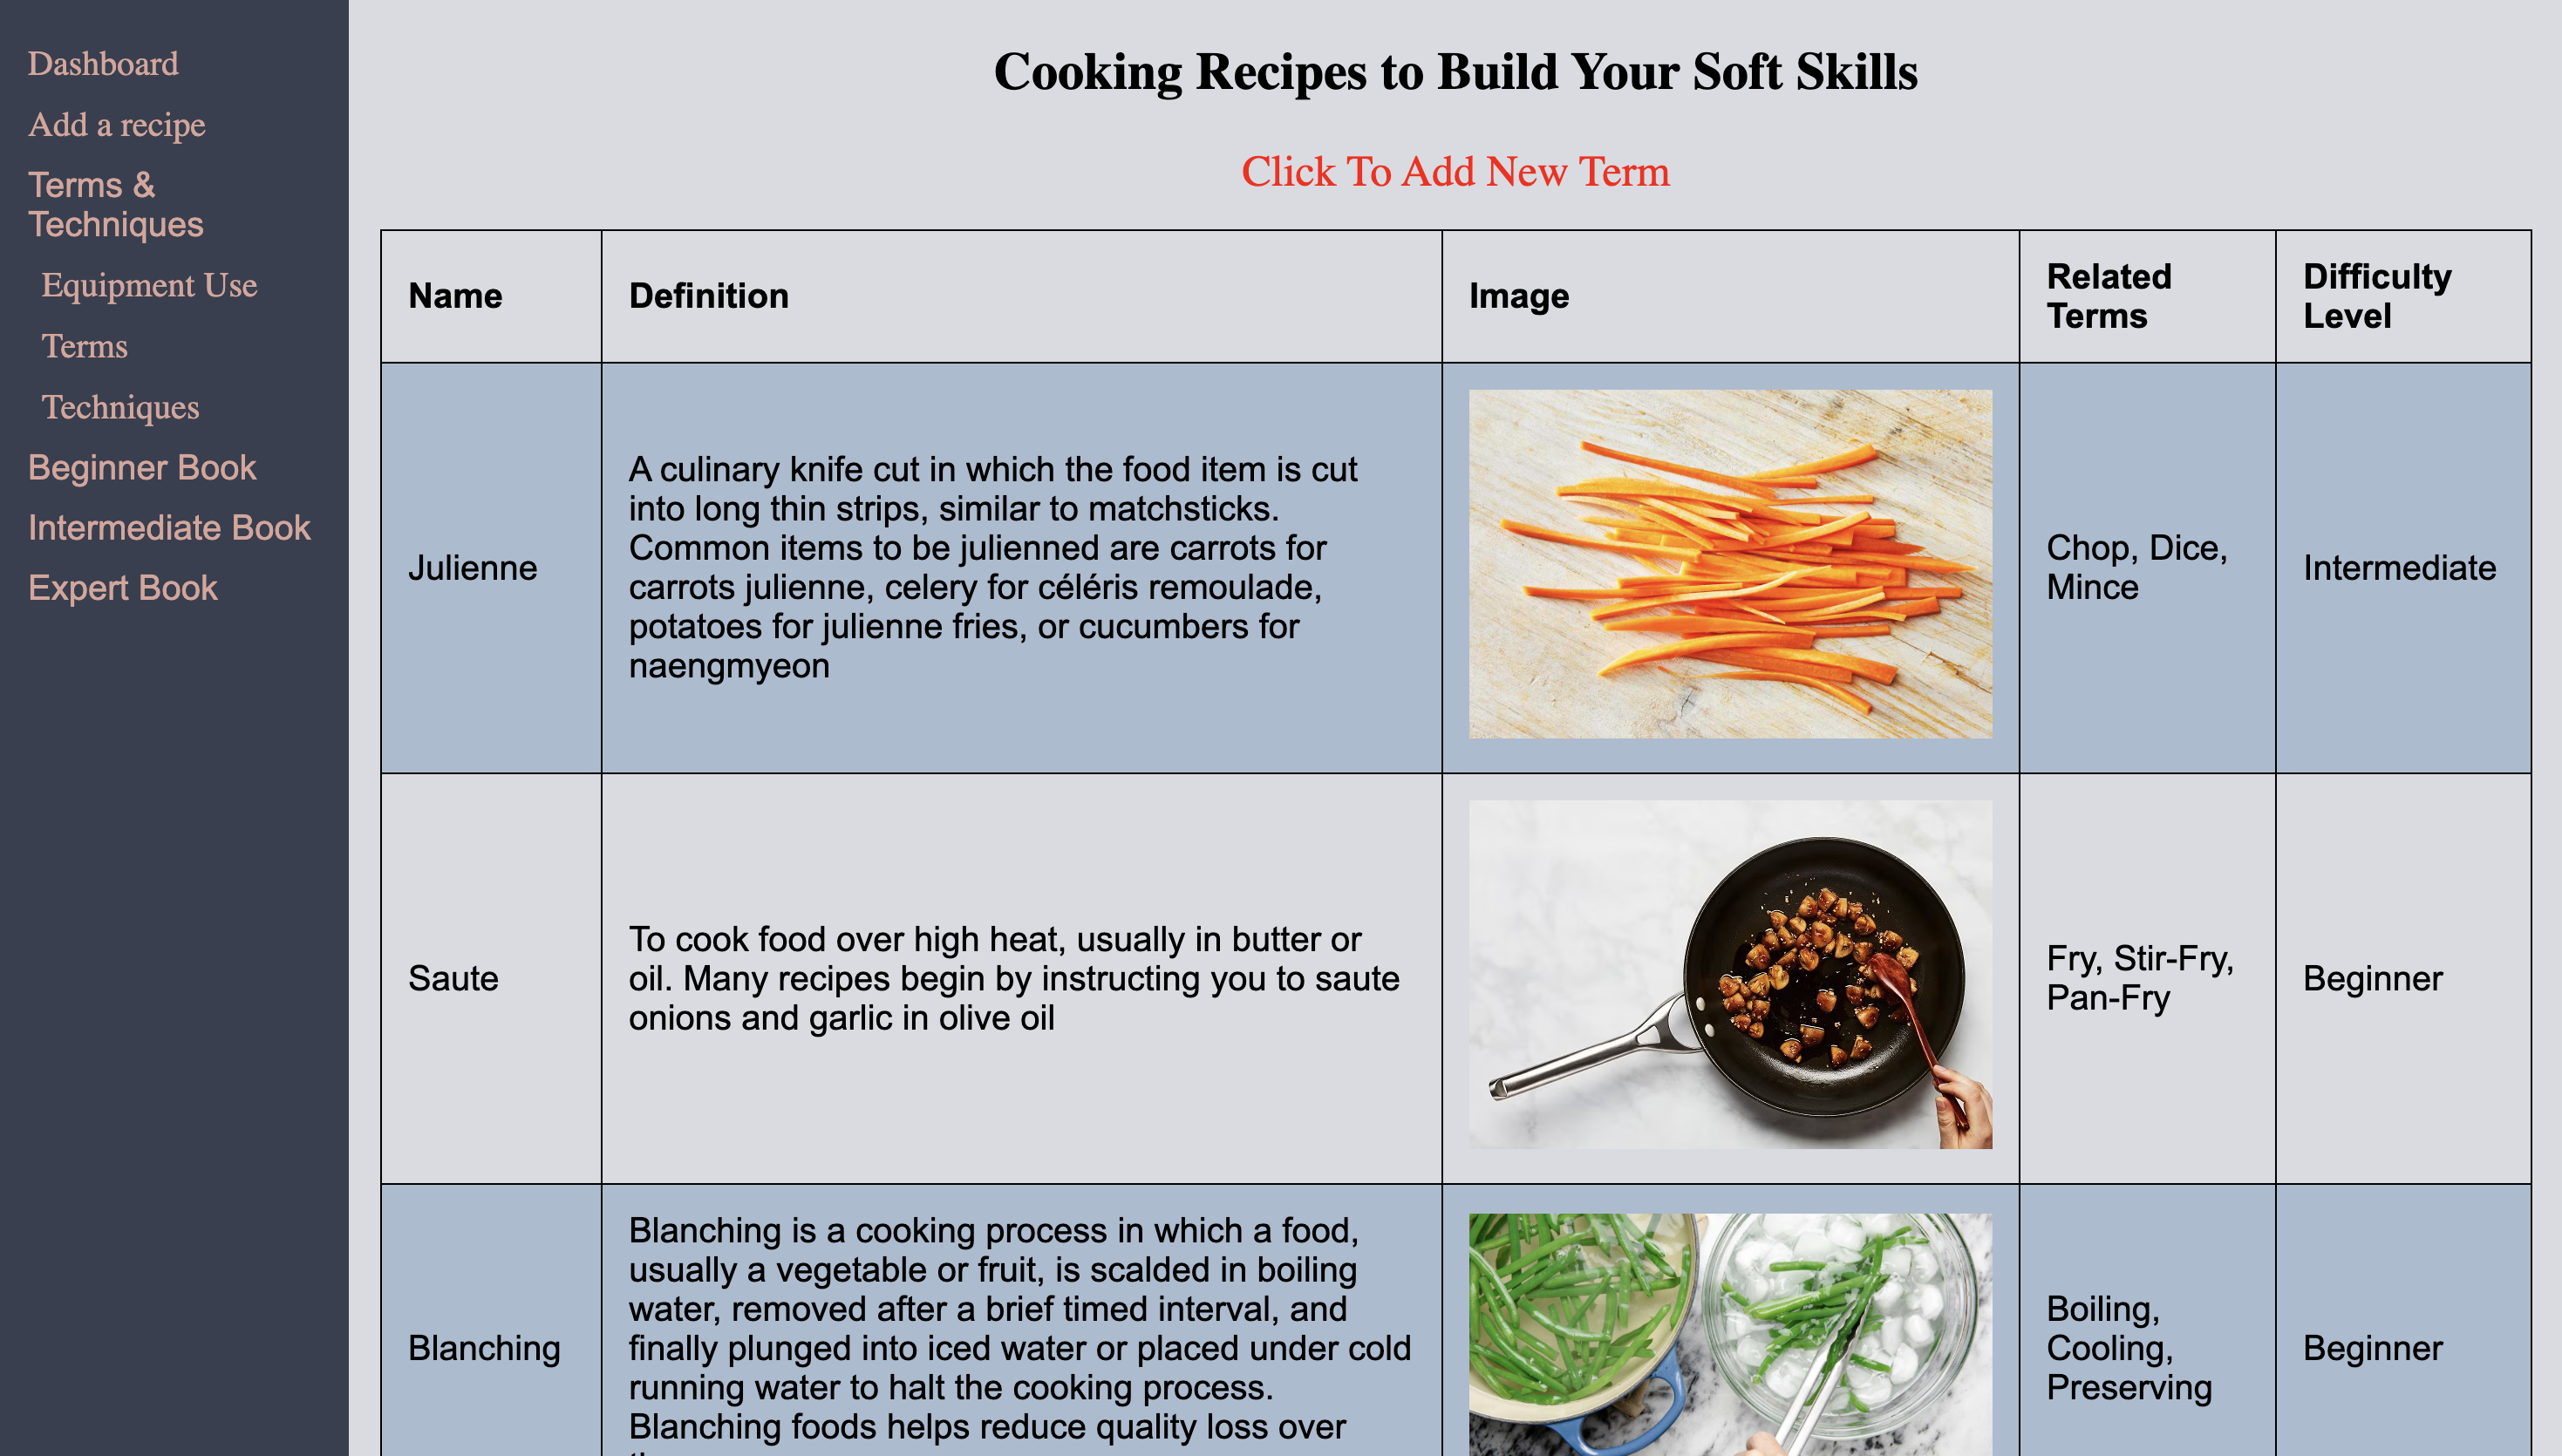 Dashboard
Add a recipe
Terms &
Techniques
Equipment Use
Terms
Techniques
Beginner Book
Intermediate Book
Expert Book
Cooking Recipes to Build Your Soft Skills
Click To Add New Term
Name
Definition
Image
Related
Terms
Difficulty
Level
Julienne
A culinary knife cut in which the food item is cut
into long thin strips, similar to matchsticks.
Common items to be julienned are carrots for
carrots julienne, celery for céléris remoulade,
potatoes for julienne fries, or cucumbers for
naengmyeon
Chop, Dice,
Mince
Intermediate
Saute
To cook food over high heat, usually in butter or
oil. Many recipes begin by instructing you to saute
onions and garlic in olive oil
Fry, Stir-Fry,
Pan-Fry
Beginner
Blanching
Blanching is a cooking process in which a food,
usually a vegetable or fruit, is scalded in boiling
water, removed after a brief timed interval, and
finally plunged into iced water or placed under cold
running water to halt the cooking process.
Blanching foods helps reduce quality loss over
Boiling,
Cooling,
Preserving
Beginner